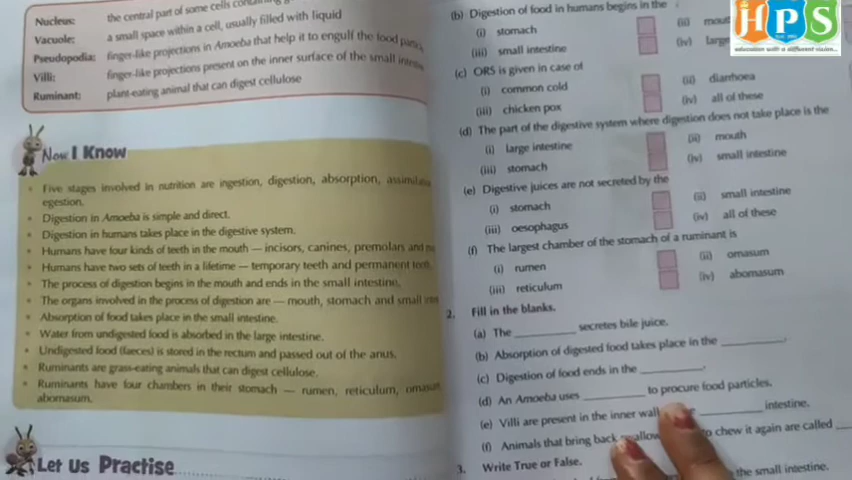 Nucleus: the central part of some cells
Vacuole: a small space within a cell, usually filled with liquid
Pseudopodia: finger-like projections in Amoeba that help it to engulf the food
Villi: finger-like projections present on the inner surface of the small
Ruminant: plant-eating animal that can digest cellulose
Now I Know
• Five stages involved in nutrition are ingestion, digestion, absorption,
egestion.
• Digestion in Amoeba is simple and direct.
• Digestion in humans takes place in the digestive system.
• Humans have four kinds of teeth in the mouth — incisors, canines, premolars and
• Humans have two sets of teeth in a lifetime — temporary teeth and permanent teeth.
• The process of digestion begins in the mouth and ends in the small intestine.
• The organs involved in the process of digestion are — mouth, stomach and small
• Absorption of food takes place in the small intestine.
• Water from undigested food is absorbed in the large intestine.
• Undigested food (faeces) is stored in the rectum and passed out of the anus.
• Ruminants are grass-eating animals that can digest cellulose.
• Ruminants have four chambers in their stomach — rumen, reticulum,
abomasum.
Let Us Practise
HPS
education with a different vision...
(b) Digestion of food in humans begins in the
(i) stomach (ii)
(iii) small intestine (iv)
(c) ORS is given in case of
(i) common cold (ii) diarrhoea
(iii) chicken pox (iv) all of these
(d) The part of the digestive system where digestion does not take place is the
(i) large intestine (ii) mouth
(iii) stomach (iv) small intestine
(e) Digestive juices are not secreted by the
(i) stomach (ii) small intestine
(iii) oesophagus (iv) all of these
(f) The largest chamber of the stomach of a ruminant is
(i) rumen (ii) omasum
(iii) reticulum (iv) abomasum
2. Fill in the blanks.
(a) The ________ secretes bile juice.
(b) Absorption of digested food takes place in the ________.
(c) Digestion of food ends in the ________.
(d) An Amoeba uses ________ to procure food particles.
(e) Villi are present in the inner ________ intestine.
(f) Animals that bring back to chew it again are called
3. Write True or False.
the small intestine.